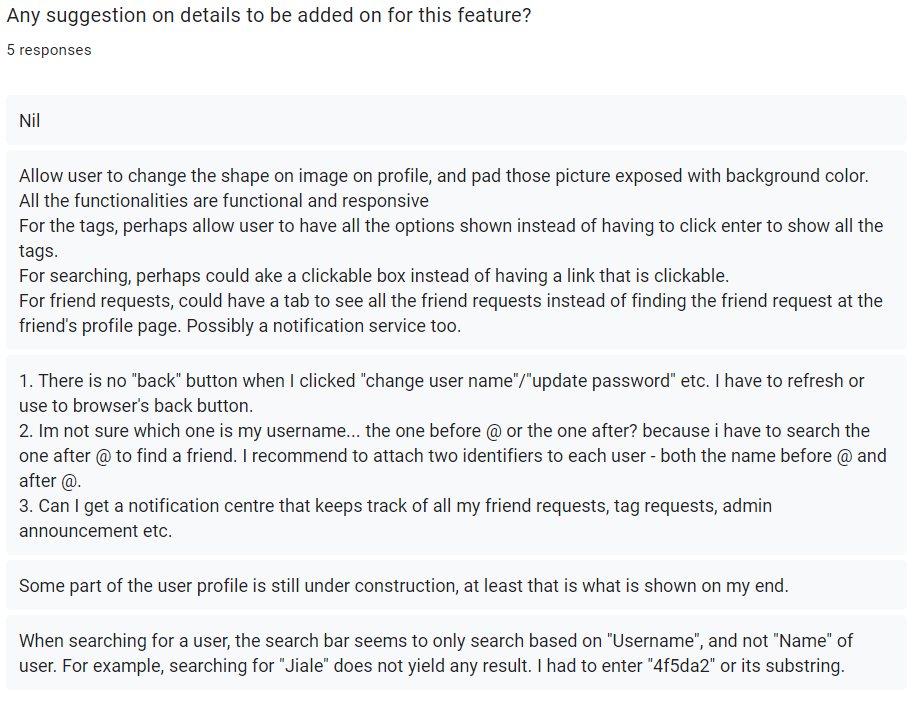 Any suggestion on details to be added on for this feature?
5 responses
Nil
Allow user to change the shape on image on profile, and pad those picture exposed with background color.
All the functionalities are functional and responsive
For the tags, perhaps allow user to have all the options shown instead of having to click enter to show all the
tags.
For searching, perhaps could ake a clickable box instead of having a link that is clickable.
For friend requests, could have a tab to see all the friend requests instead of finding the friend request at the
friend's profile page. Possibly a notification service too.
1. There is no "back" button when I clicked "change user name"/"update password" etc. I have to refresh or
use to browser's back button.
2. Im not sure which one is my username... the one before @ or the one after? because i have to search the
one after @ to find a friend. I recommend to attach two identifiers to each user - both the name before @ and
after @.
3. Can I get a notification centre that keeps track of all my friend requests, tag requests, admin
announcement etc.
Some part of the user profile is still under construction, at least that is what is shown on my end.
When searching for a user, the search bar seems to only search based on "Username", and not "Name" of
user. For example, searching for "Jiale" does not yield any result. I had to enter "4f5da2" or its substring.